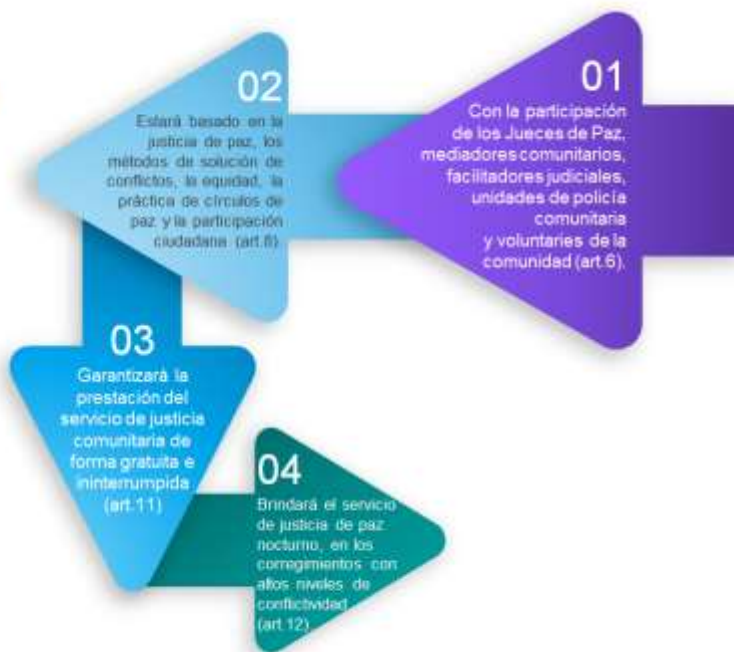 01
Con la participación
de los Jueces de Paz,
mediadores comunitarios,
facilitadores judiciales,
unidades de policía
comunitaria
y voluntaries de la
comunidad (art.6).
02
Estará basado en la
justicia de paz, los
métodos de solución de
conflictos, la equidad, la
práctica de círculos de
paz y la participación
ciudadana (art.8).
03
Garantizará la
prestación del
servicio de justicia
comunitaria de
forma gratuita e
ininterrumpida
(art.11)
04
Brindará el servicio
de justicia de paz
nocturno, en los
corregimientos con
altos niveles de
conflictividad
(art.12)